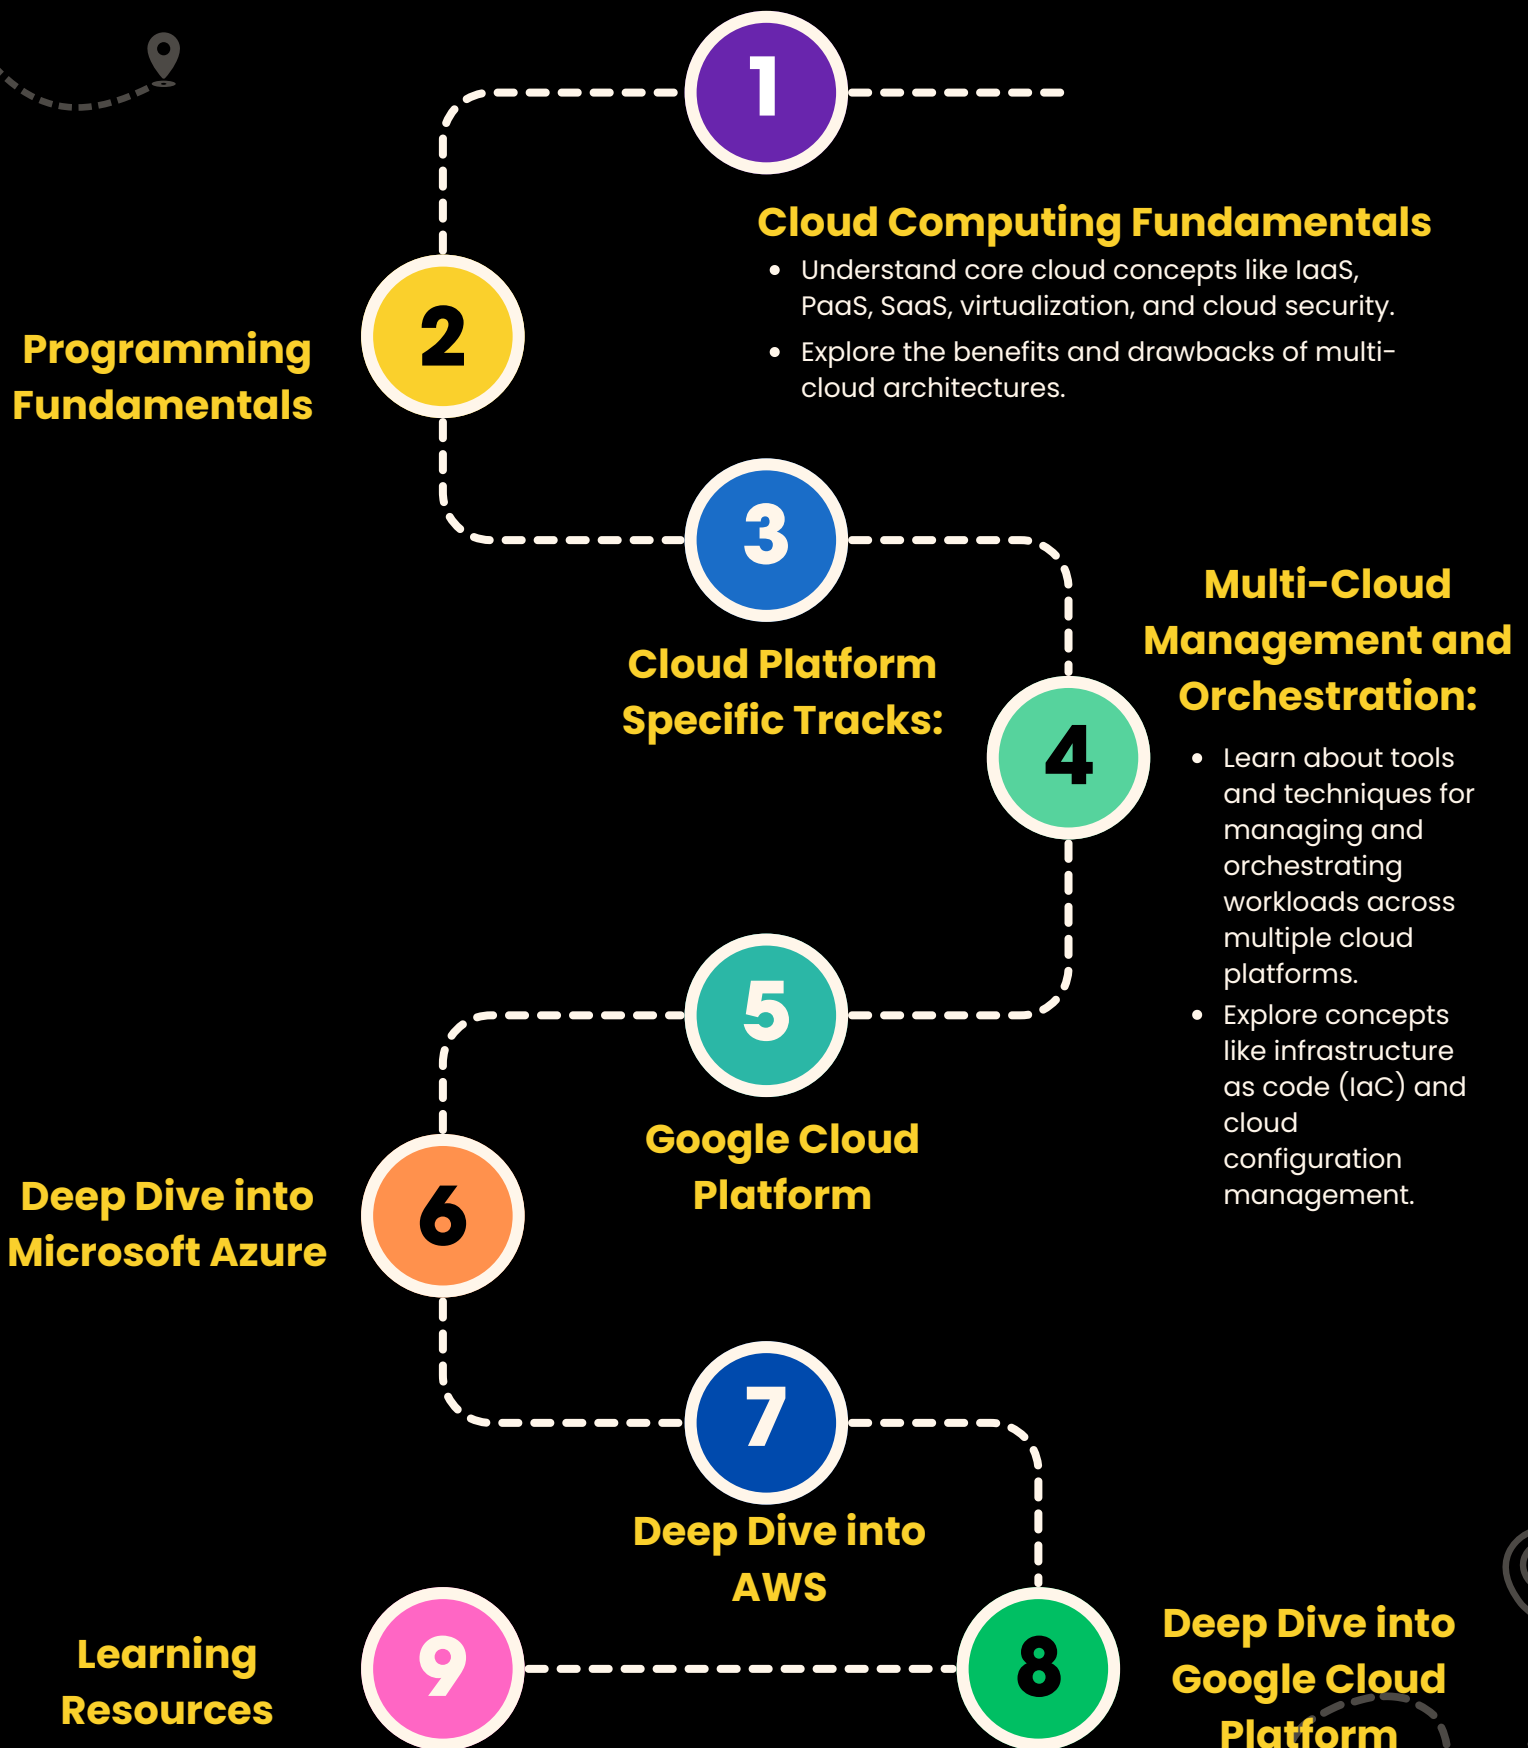 1
Cloud Computing Fundamentals
• Understand core cloud concepts like IaaS,
PaaS, SaaS, virtualization, and cloud security.
• Explore the benefits and drawbacks of multi-
cloud architectures.
2
Programming
Fundamentals
3
Cloud Platform
Specific Tracks:
4
Multi-Cloud
Management and
Orchestration:
• Learn about tools
and techniques for
managing and
orchestrating
workloads across
multiple cloud
platforms.
• Explore concepts
like infrastructure
as code (IaC) and
cloud
configuration
management.
5
Google Cloud
Platform
6
Deep Dive into
Microsoft Azure
7
Deep Dive into
AWS
8
Deep Dive into
Google Cloud
Platform
9
Learning
Resources